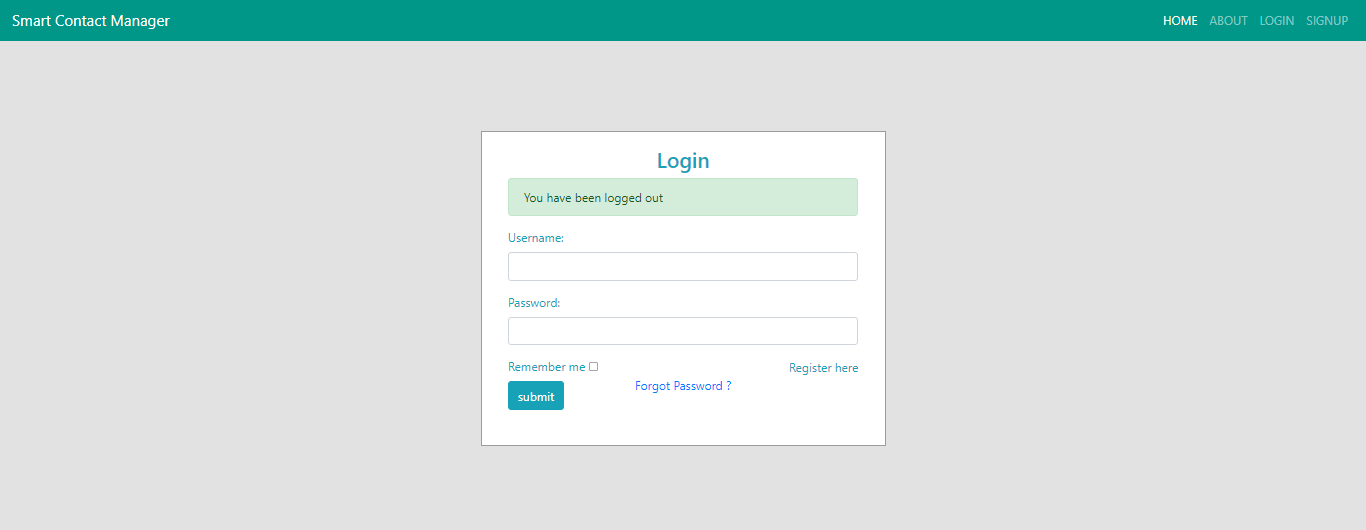 Smart Contact Manager HOME ABOUT LOGIN SIGNUP
Login
You have been logged out
Username:
Password:
Remember me Register here
Forgot Password ?
submit